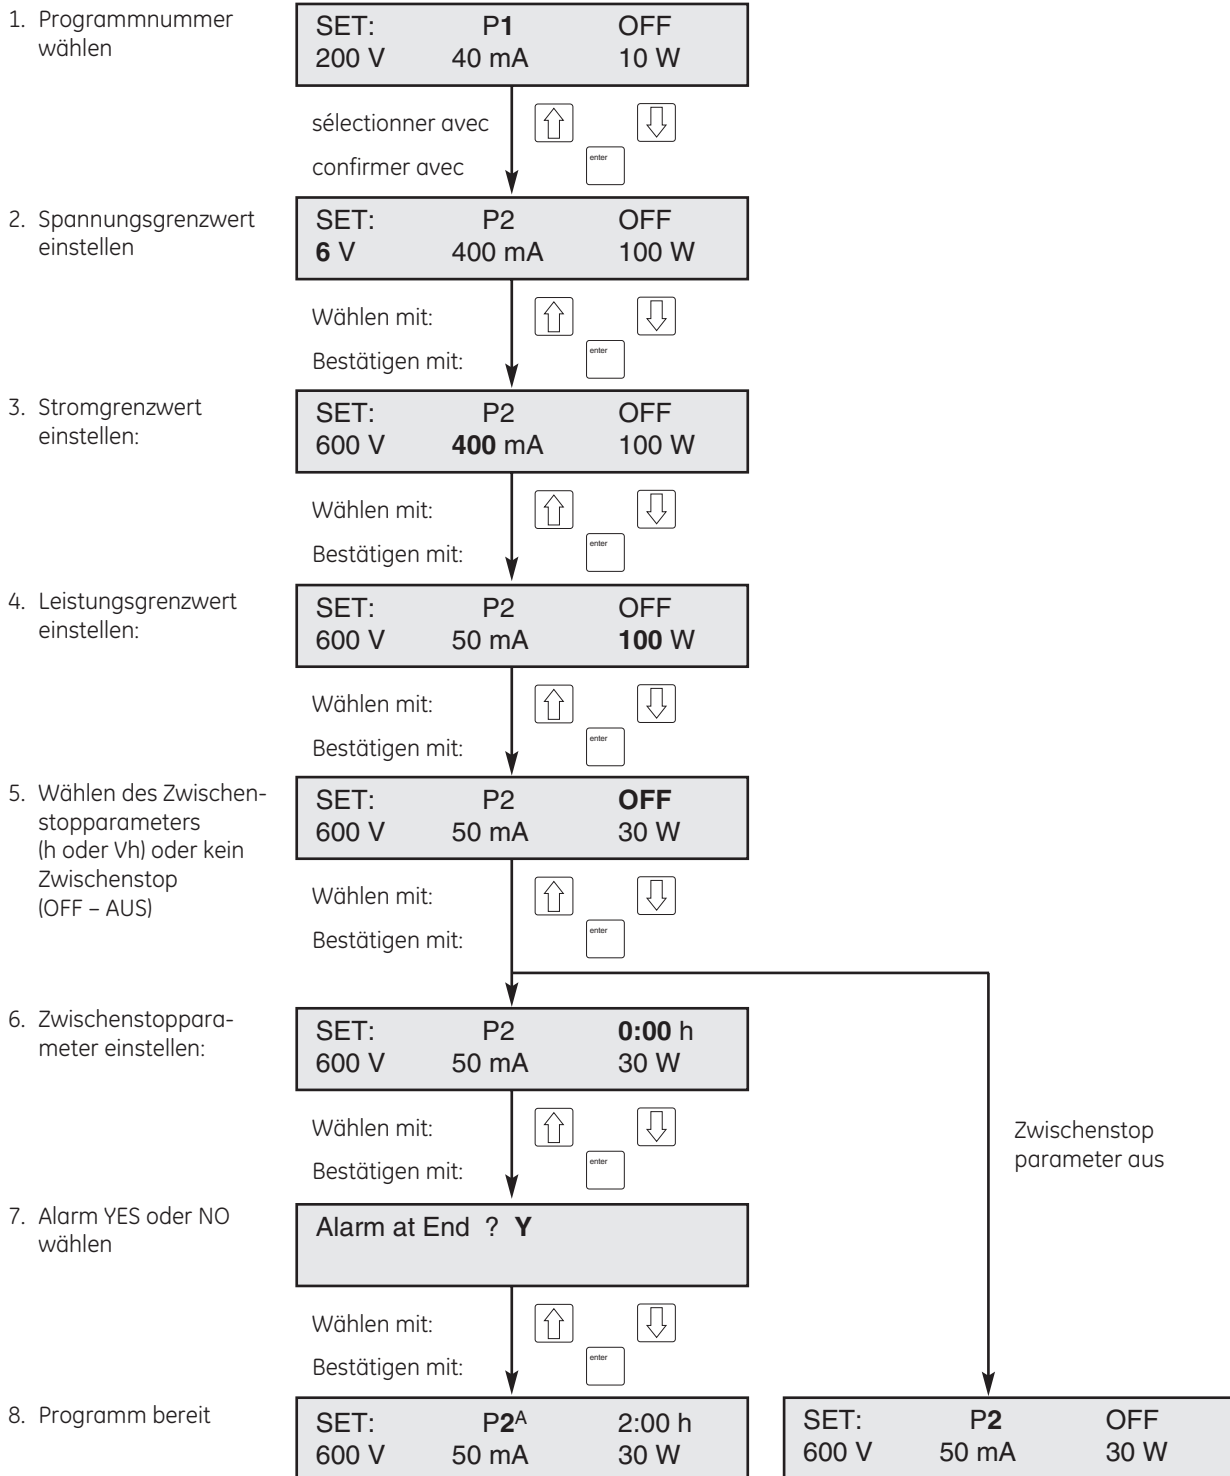 1. Programmnummer
wählen
SET: P1 OFF
200 V 40 mA 10 W
sélectionner avec
confirmer avec
enter
2. Spannungsgrenzwert
einstellen
SET: P2 OFF
6 V 400 mA 100 W
Wählen mit:
Bestätigen mit:
enter
3. Stromgrenzwert
einstellen:
SET: P2 OFF
600 V 400 mA 100 W
Wählen mit:
Bestätigen mit:
enter
4. Leistungsgrenzwert
einstellen:
SET: P2 OFF
600 V 50 mA 100 W
Wählen mit:
Bestätigen mit:
enter
5. Wählen des Zwischen-
stopparameters
(h oder Vh) oder kein
Zwischenstop
(OFF – AUS)
SET: P2 OFF
600 V 50 mA 30 W
Wählen mit:
Bestätigen mit:
enter
6. Zwischenstoppara-
meter einstellen:
SET: P2 0:00 h
600 V 50 mA 30 W
Wählen mit:
Bestätigen mit:
enter
Zwischenstop
parameter aus
7. Alarm YES oder NO
wählen
Alarm at End ? Y
Wählen mit:
Bestätigen mit:
enter
8. Programm bereit
SET: P2A 2:00 h
600 V 50 mA 30 W
SET: P2 OFF
600 V 50 mA 30 W